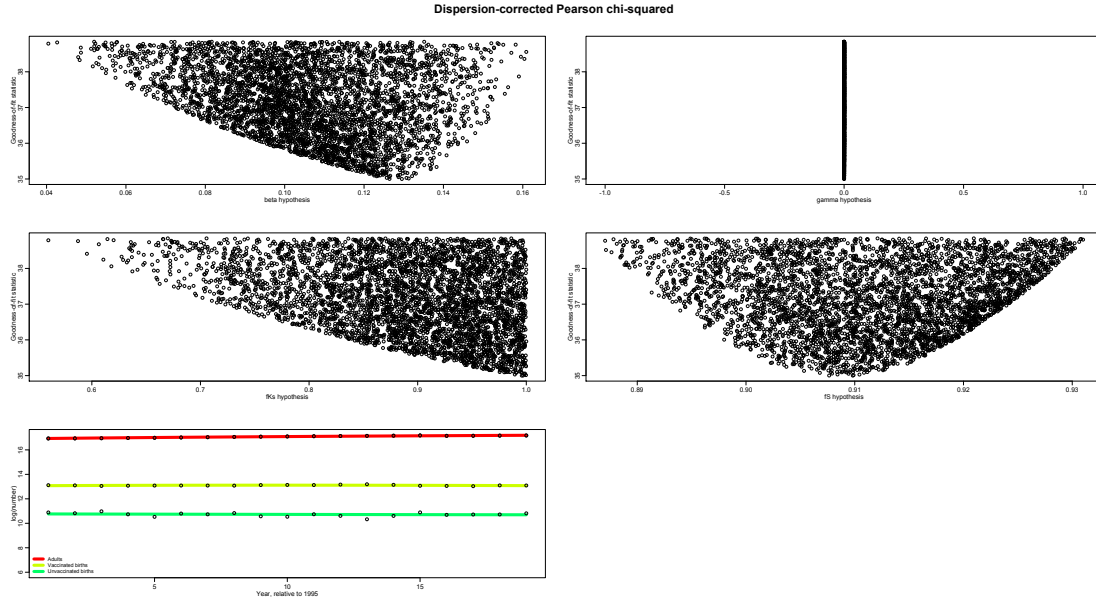 Dispersion-corrected Pearson chi-squared
Goodness-of-fit statistic
35 36 37 38
0.04 0.06 0.08 0.10 0.12 0.14 0.16
beta hypothesis
Goodness-of-fit statistic
35 36 37 38
-1.0 -0.5 0.0 0.5 1.0
gamma hypothesis
Goodness-of-fit statistic
35 36 37 38
0.6 0.7 0.8 0.9 1.0
fKs hypothesis
Goodness-of-fit statistic
35 36 37 38
0.89 0.90 0.91 0.92 0.93
fS hypothesis
log(number)
6 8 10 12 14 16
Adults
Vaccinated births
Unvaccinated births
5 10 15
Year, relative to 1995